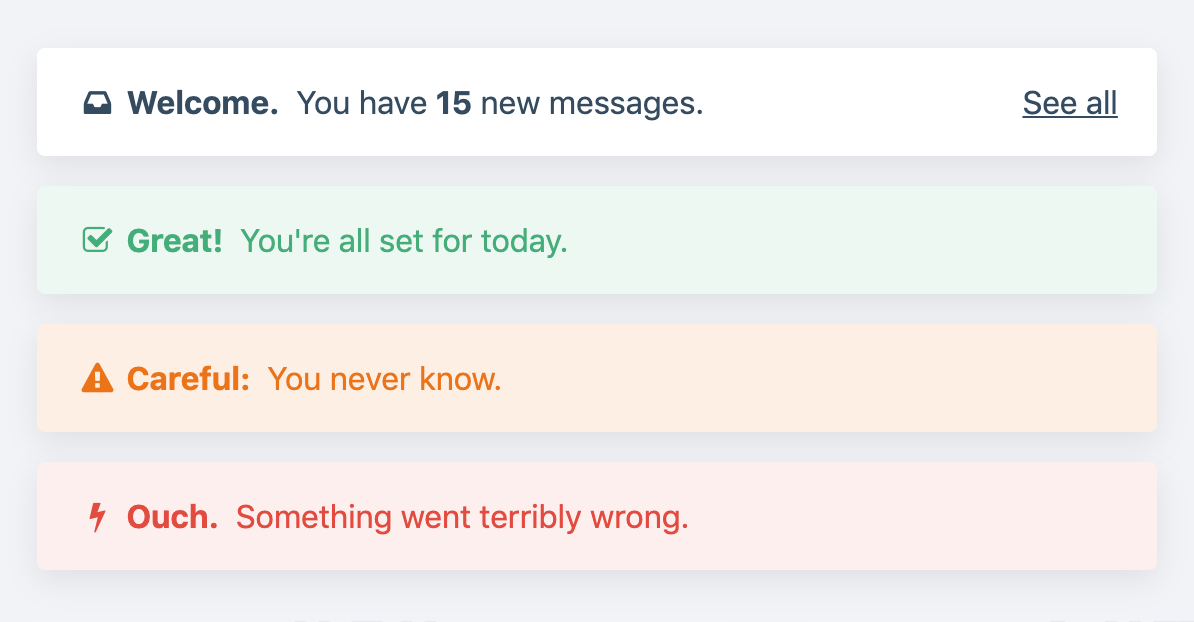 Welcome. You have 15 new messages. See all
Great! You're all set for today.
Careful: You never know.
Ouch. Something went terribly wrong.